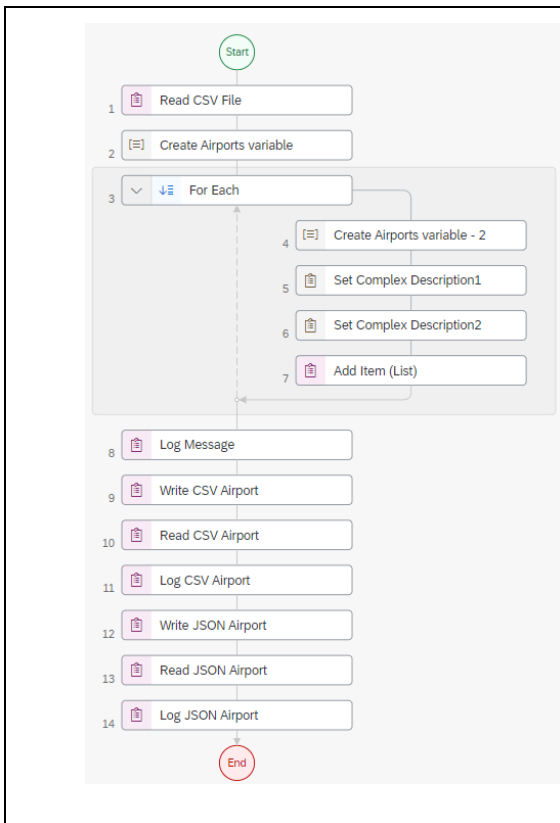 Start
1 Read CSV File
2 [=] Create Airports variable
3 For Each
4 [=] Create Airports variable - 2
5 Set Complex Description1
6 Set Complex Description2
7 Add Item (List)
8 Log Message
9 Write CSV Airport
10 Read CSV Airport
11 Log CSV Airport
12 Write JSON Airport
13 Read JSON Airport
14 Log JSON Airport
End